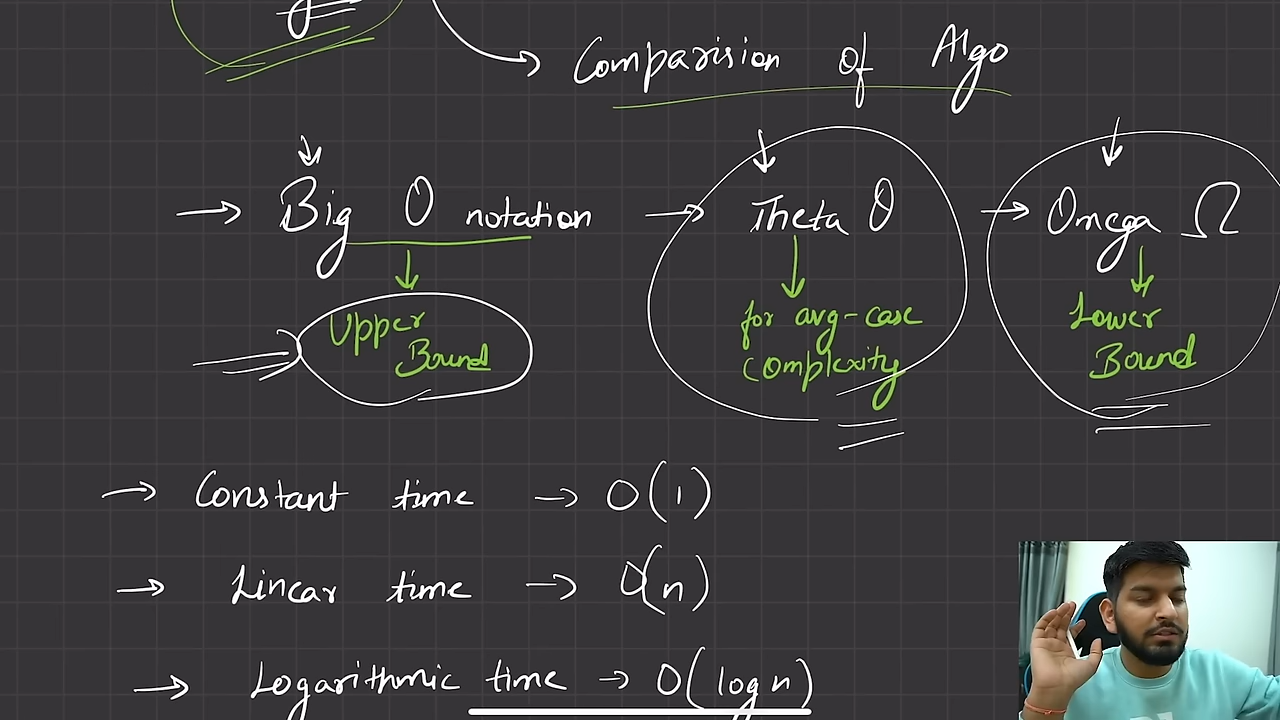 Comparision of Algo
Big O notation
Theta θ
Omega Ω
Upper Bound
for avg-case complexity
Lower Bound
Constant time → O(1)
Linear time → O(n)
Logarithmic time → O(log n)